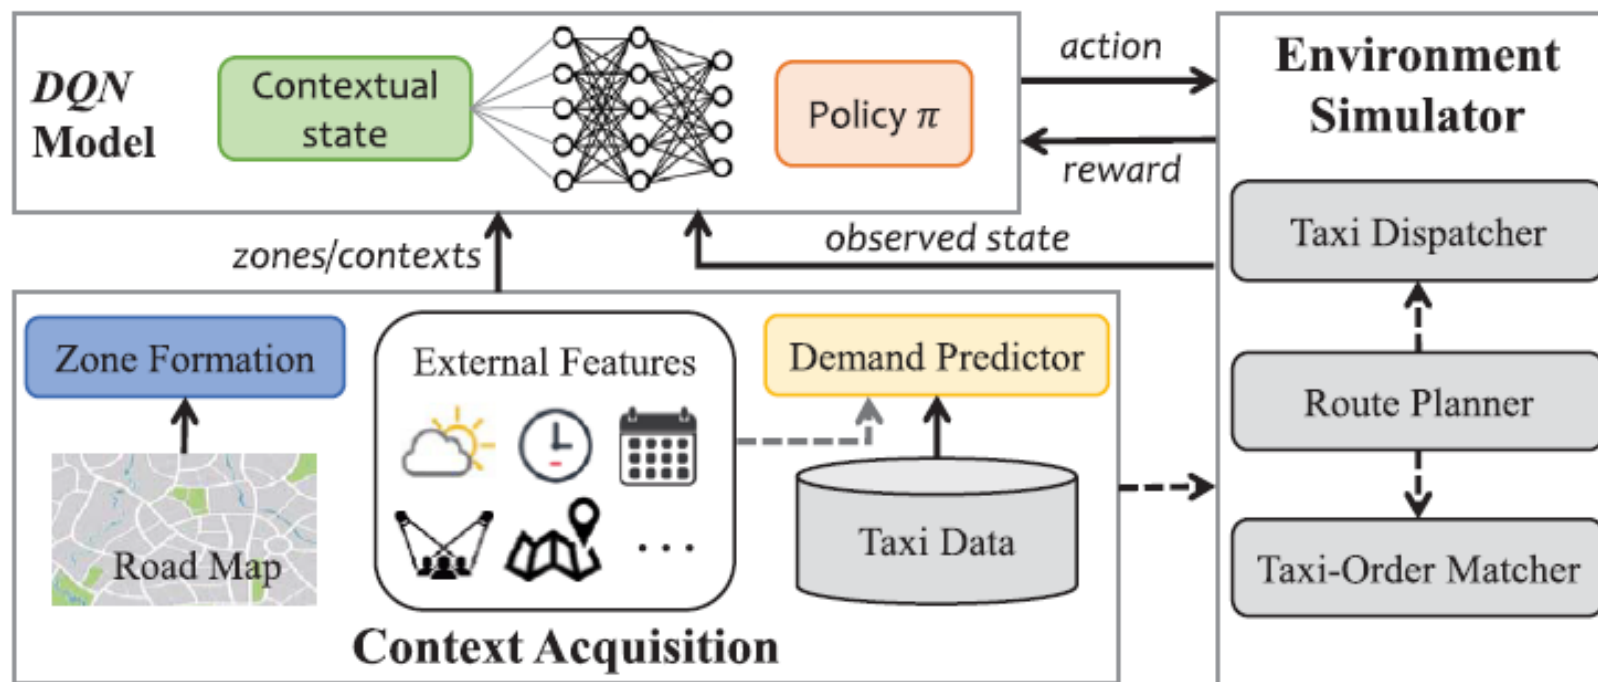 DQN
Model
Contextual
state
Policy π
action
reward
observed state
zones/contexts
Environment
Simulator
Taxi Dispatcher
Route Planner
Taxi-Order Matcher
Zone Formation
Road Map
External Features
...
Demand Predictor
Taxi Data
Context Acquisition